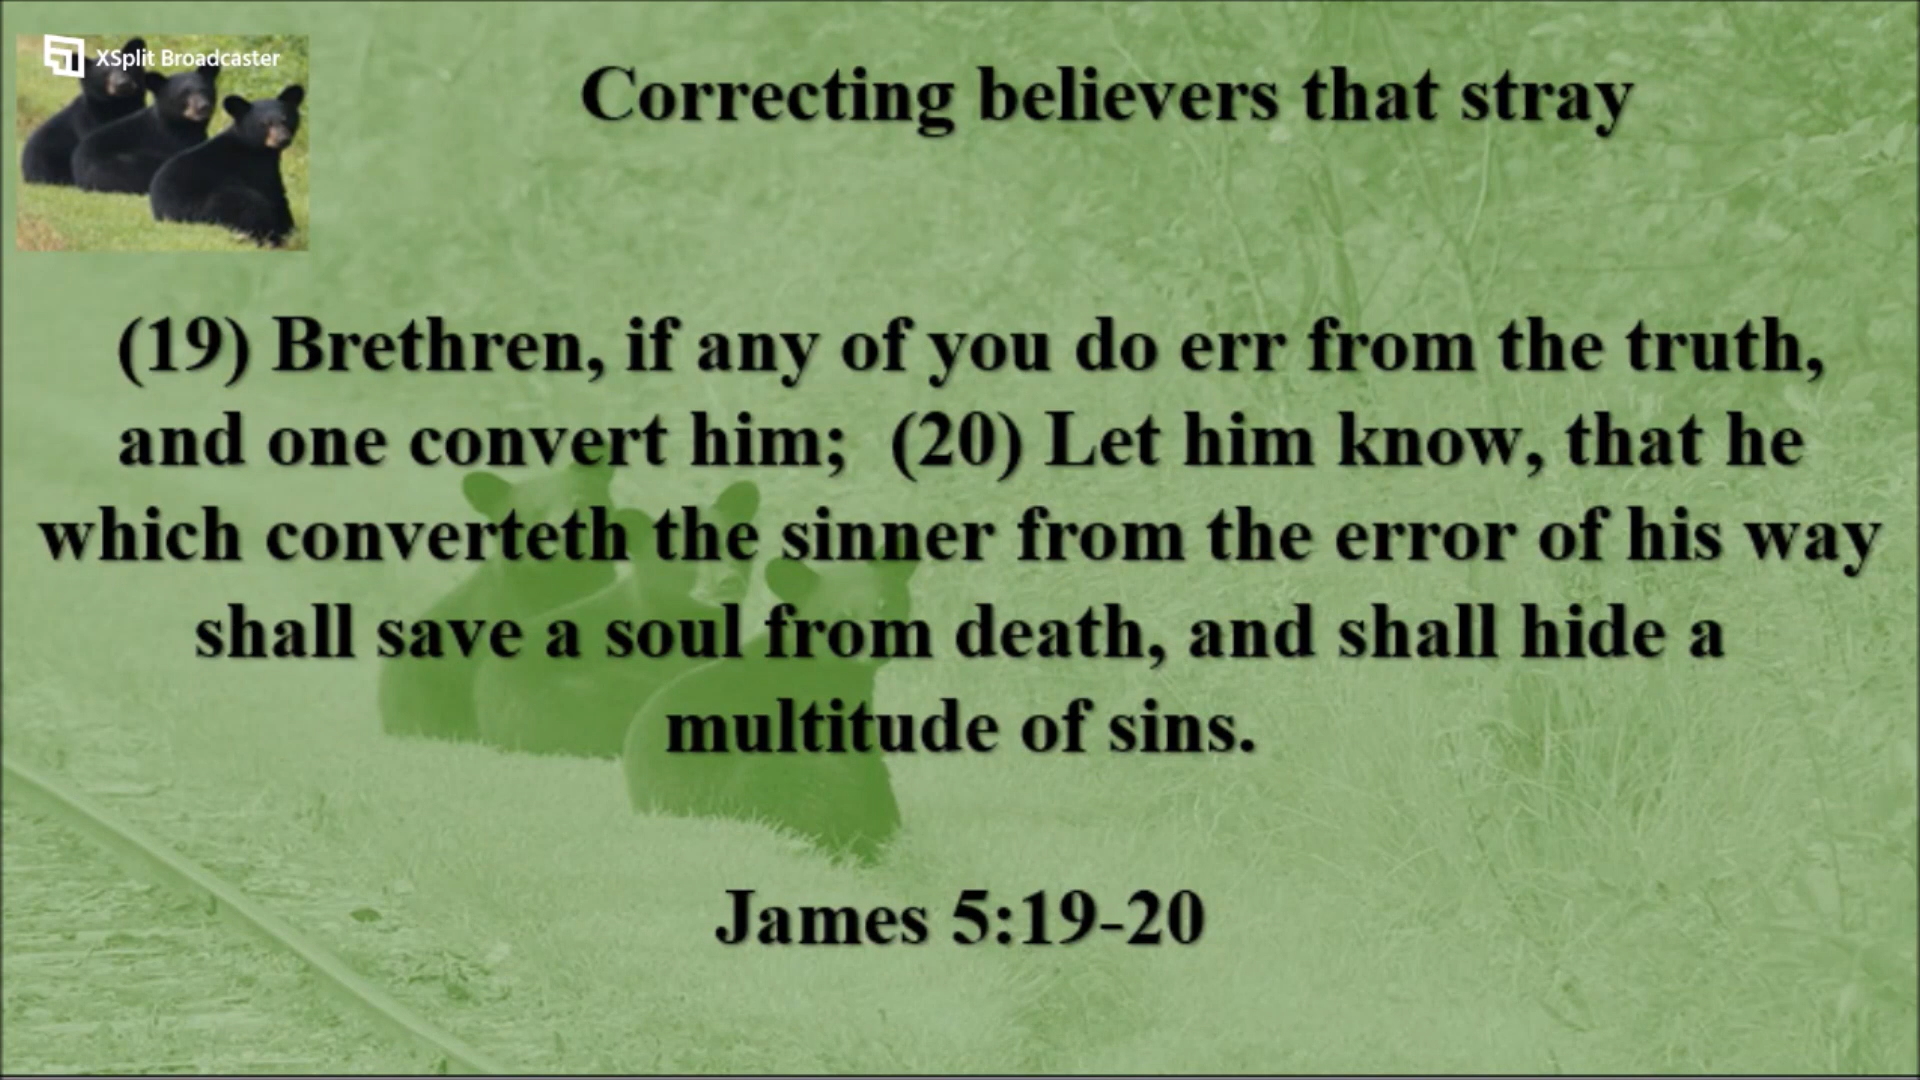 XSplit Broadcaster
Correcting believers that stray
(19) Brethren, if any of you do err from the truth,
and one convert him;  (20) Let him know, that he
which converteth the sinner from the error of his way
shall save a soul from death, and shall hide a
multitude of sins.
James 5:19-20